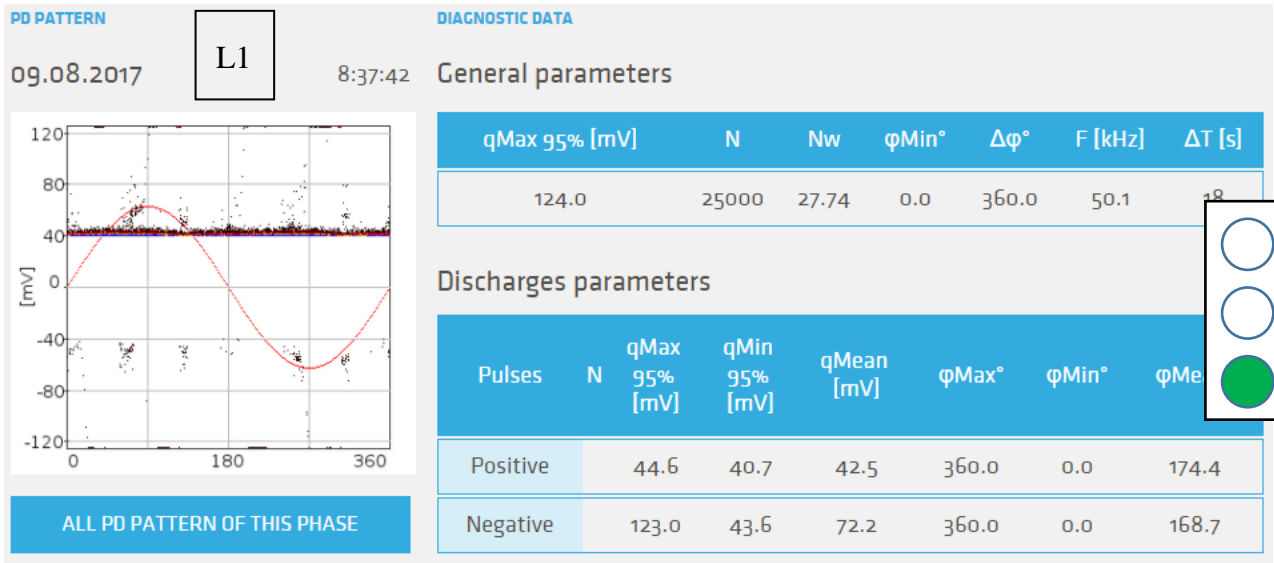 PD PATTERN
09.08.2017
L1
8:37:42
120
80
40
0
-40
-80
-120
[mV]
0 180 360
ALL PD PATTERN OF THIS PHASE
DIAGNOSTIC DATA
General parameters
qMax 95% [mV] N Nw φMin° Δφ° F [kHz] ΔT [s]
124.0 25000 27.74 0.0 360.0 50.1 18
Discharges parameters
Pulses N qMax 95% [mV] qMin 95% [mV] qMean [mV] φMax° φMin°
Positive 44.6 40.7 42.5 360.0 0.0 174.4
Negative 123.0 43.6 72.2 360.0 0.0 168.7